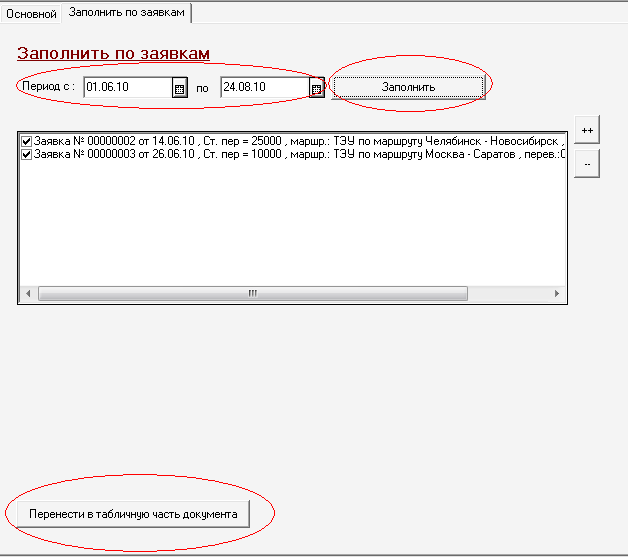 Основной Заполнить по заявкам
Заполнить по заявкам
Период с : 01.06.10 по 24.08.10 Заполнить
++
Заявка № 00000002 от 14.06.10 , Ст. пер = 25000 , маршр.: ТЭУ по маршруту Челябинск - Новосибирск ,
Заявка № 00000003 от 26.06.10 , Ст. пер = 10000 , маршр.: ТЭУ по маршруту Москва - Саратов , перев.:
--
Перенести в табличную часть документа